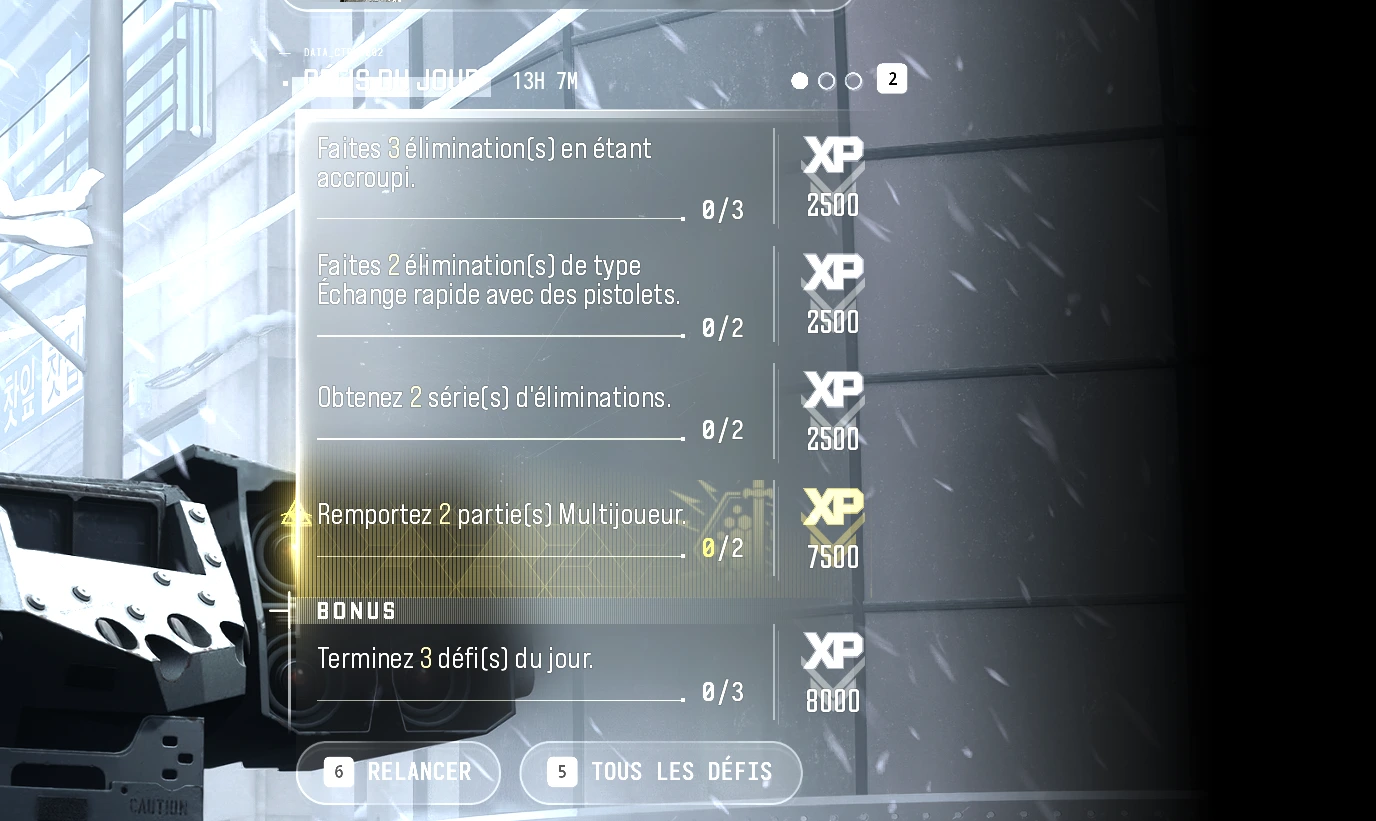 DÉFIS DU JOUR 13H 7M
2
Faites 3 élimination(s) en étant
accroupi.
0/3
XP
2500
Faites 2 élimination(s) de type
Échange rapide avec des pistolets.
0/2
XP
2500
Obtenez 2 série(s) d'éliminations.
0/2
XP
2500
Remportez 2 partie(s) Multijoueur.
0/2
XP
7500
BONUS
Terminez 3 défi(s) du jour.
0/3
XP
8000
6 RELANCER
5 TOUS LES DÉFIS
CAUTION